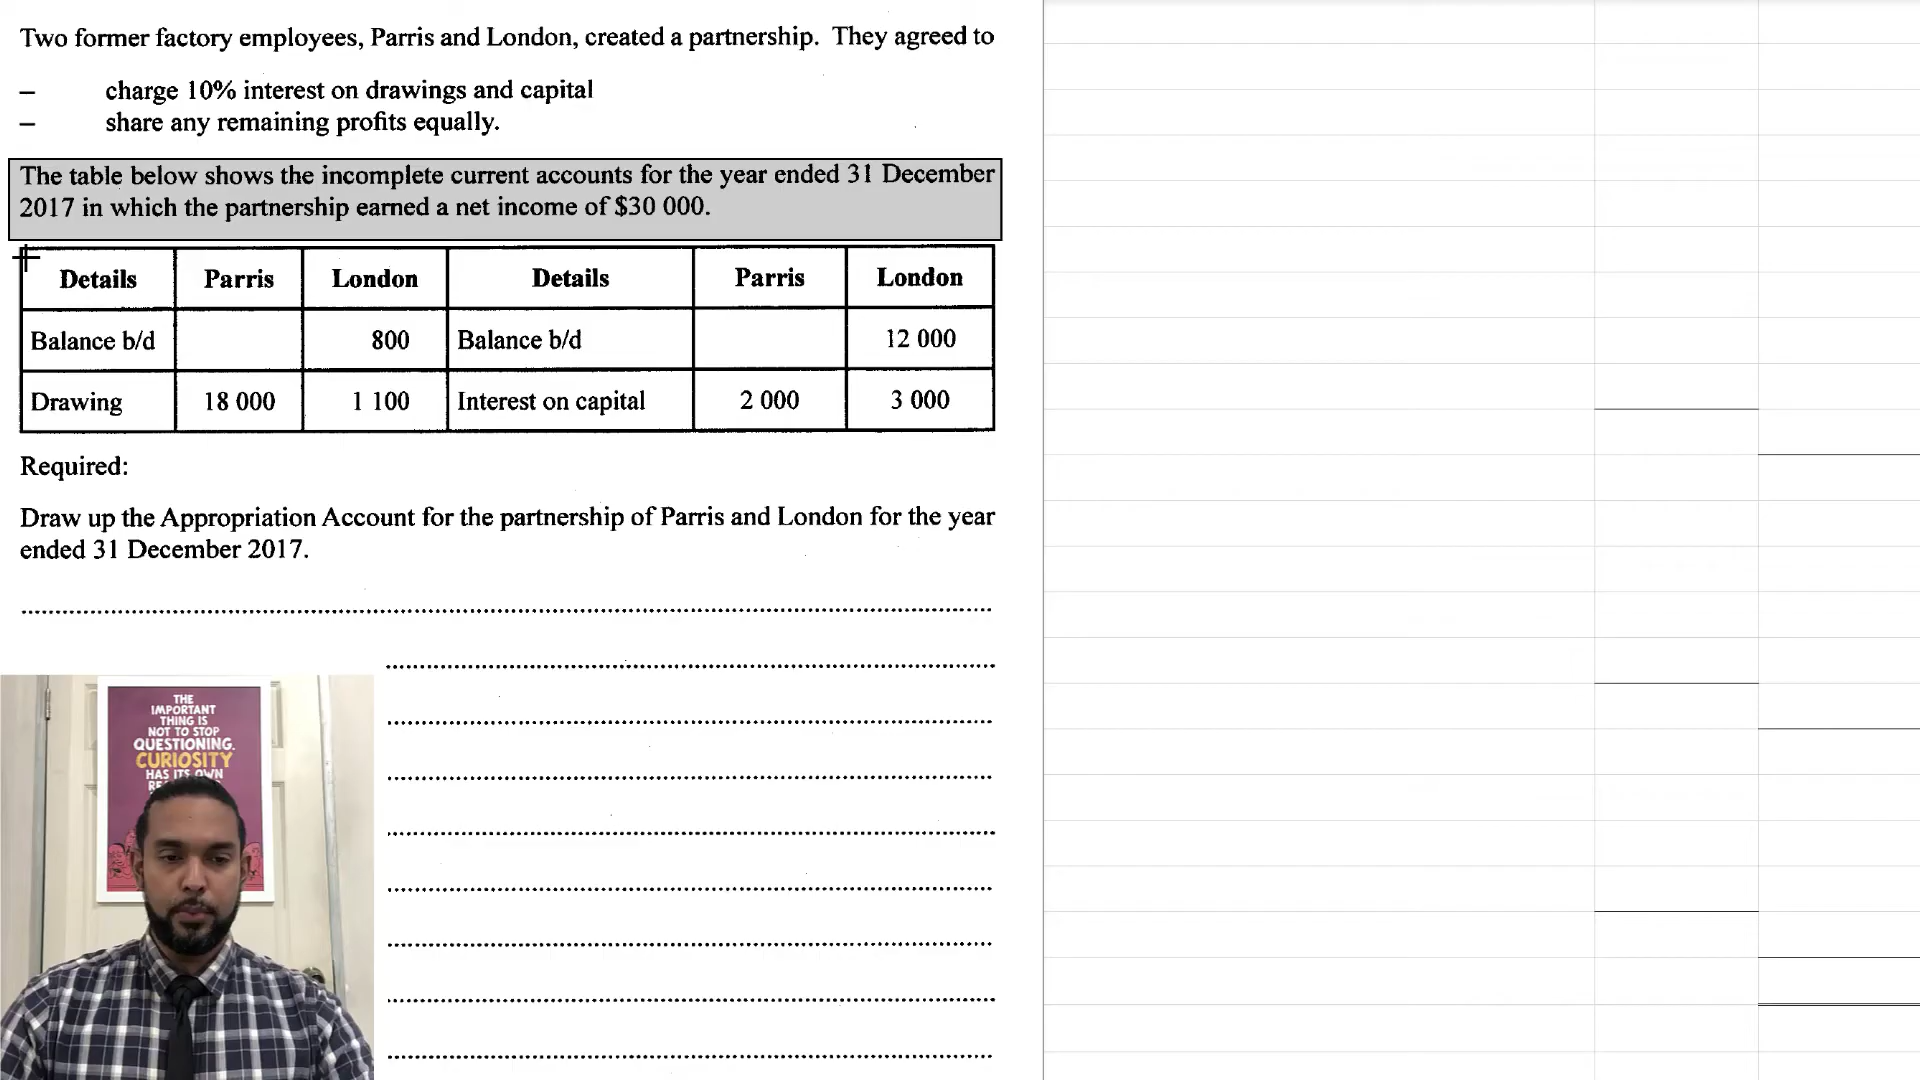 Two former factory employees, Parris and London, created a partnership. They agreed to
– charge 10% interest on drawings and capital
– share any remaining profits equally.
The table below shows the incomplete current accounts for the year ended 31 December
2017 in which the partnership earned a net income of $30 000.
Details Parris London Details Parris London
Balance b/d 800 Balance b/d 12 000
Drawing 18 000 1 100 Interest on capital 2 000 3 000
Required:
Draw up the Appropriation Account for the partnership of Parris and London for the year
ended 31 December 2017.
THE
IMPORTANT
THING IS
NOT TO STOP
QUESTIONING.
CURIOSITY
HAS ITS OWN